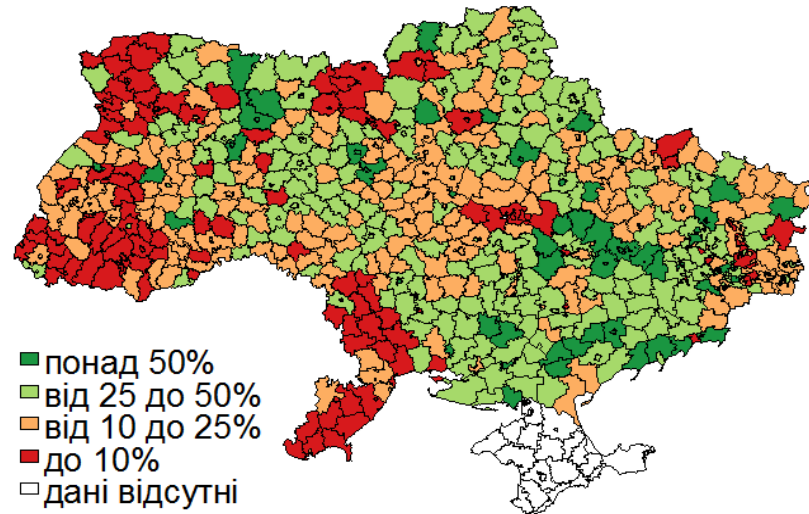 понад 50%
від 25 до 50%
від 10 до 25%
до 10%
дані відсутні